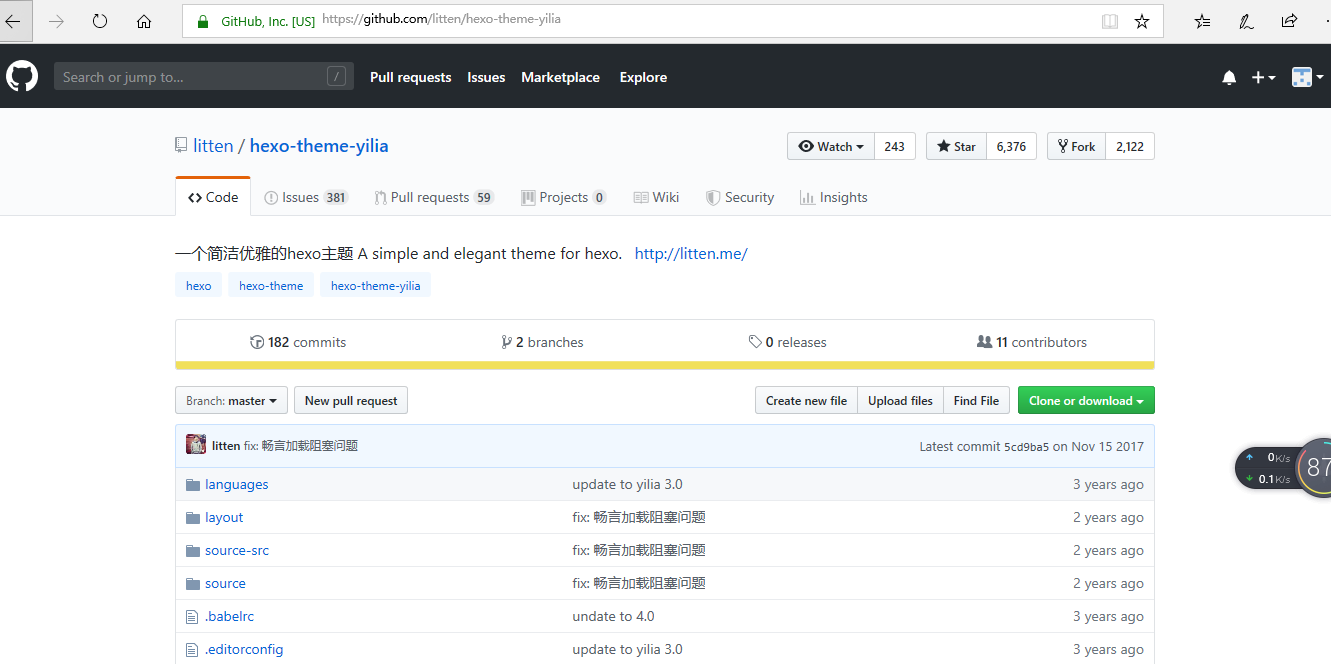 GitHub, Inc. [US] https://github.com/litten/hexo-theme-yilia
Search or jump to... / Pull requests Issues Marketplace Explore
litten / hexo-theme-yilia Watch 243 Star 6,376 Fork 2,122
Code Issues 381 Pull requests 59 Projects 0 Wiki Security Insights
一个简洁优雅的hexo主题 A simple and elegant theme for hexo. http://litten.me/
hexo hexo-theme hexo-theme-yilia
182 commits 2 branches 0 releases 11 contributors
Branch: master New pull request Create new file Upload files Find File Clone or download
litten fix: 畅言加载阻塞问题 Latest commit 5cd9ba5 on Nov 15 2017
languages update to yilia 3.0 3 years ago
layout fix: 畅言加载阻塞问题 2 years ago
source-src fix: 畅言加载阻塞问题 2 years ago
source fix: 畅言加载阻塞问题 2 years ago
.babelrc undate to 4.0 3 years ago
.editorconfig update to yilia 3.0 3 years ago
0K/s
0.1K/s
87